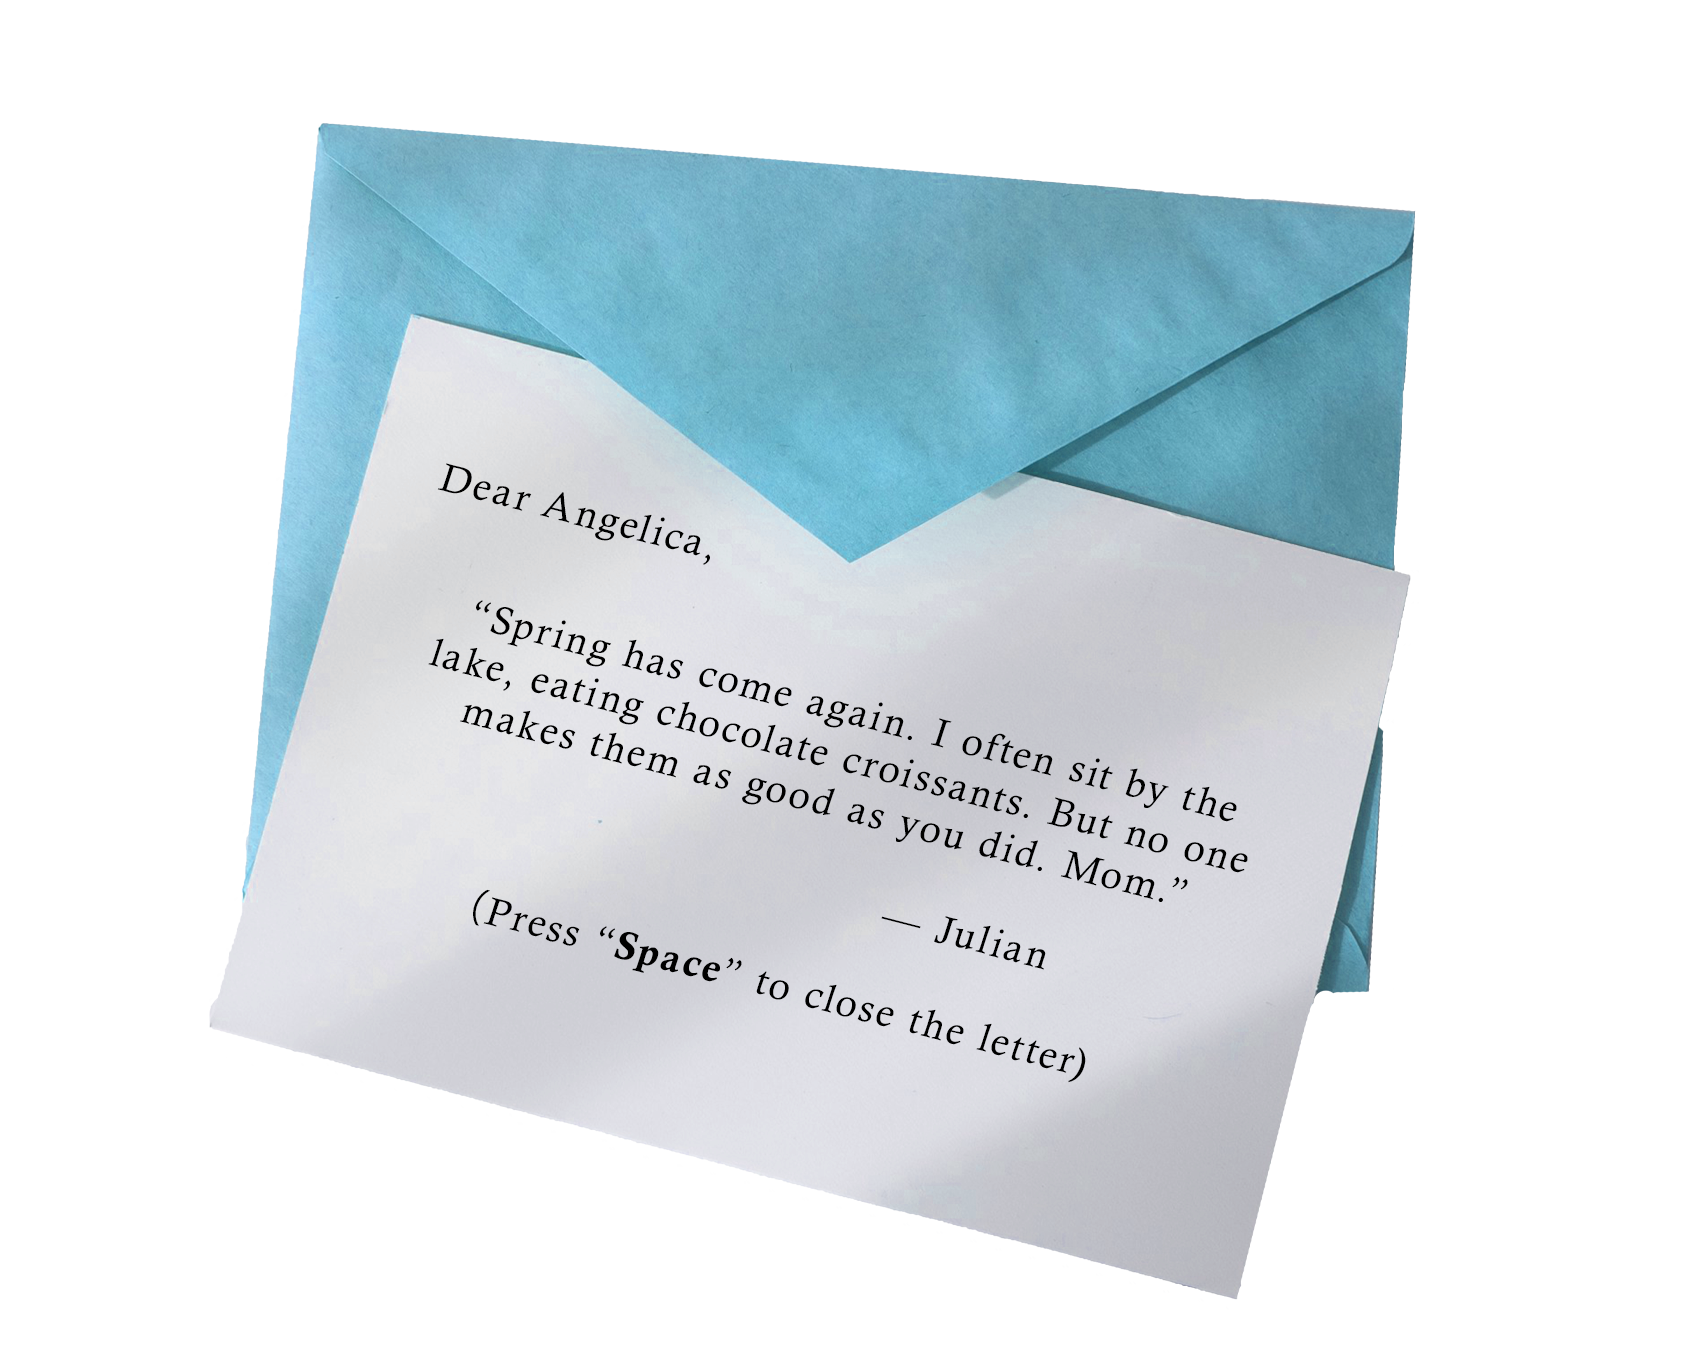 Dear Angelica,
“Spring has come again. I often sit by the
lake, eating chocolate croissants. But no one
makes them as good as you did. Mom.”
— Julian
(Press “Space” to close the letter)